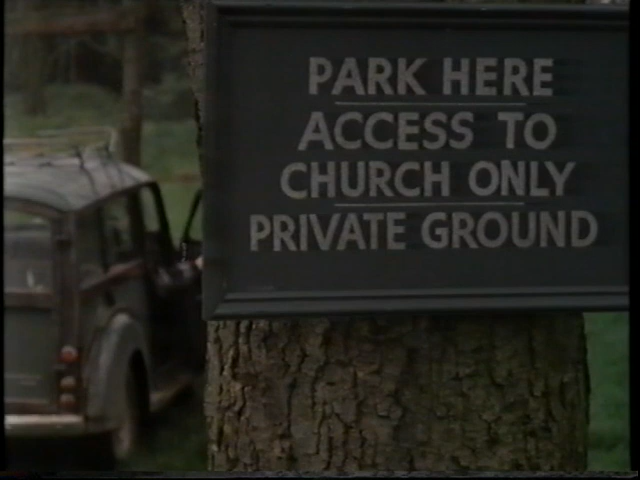 PARK HERE
ACCESS TO
CHURCH ONLY
PRIVATE GROUND